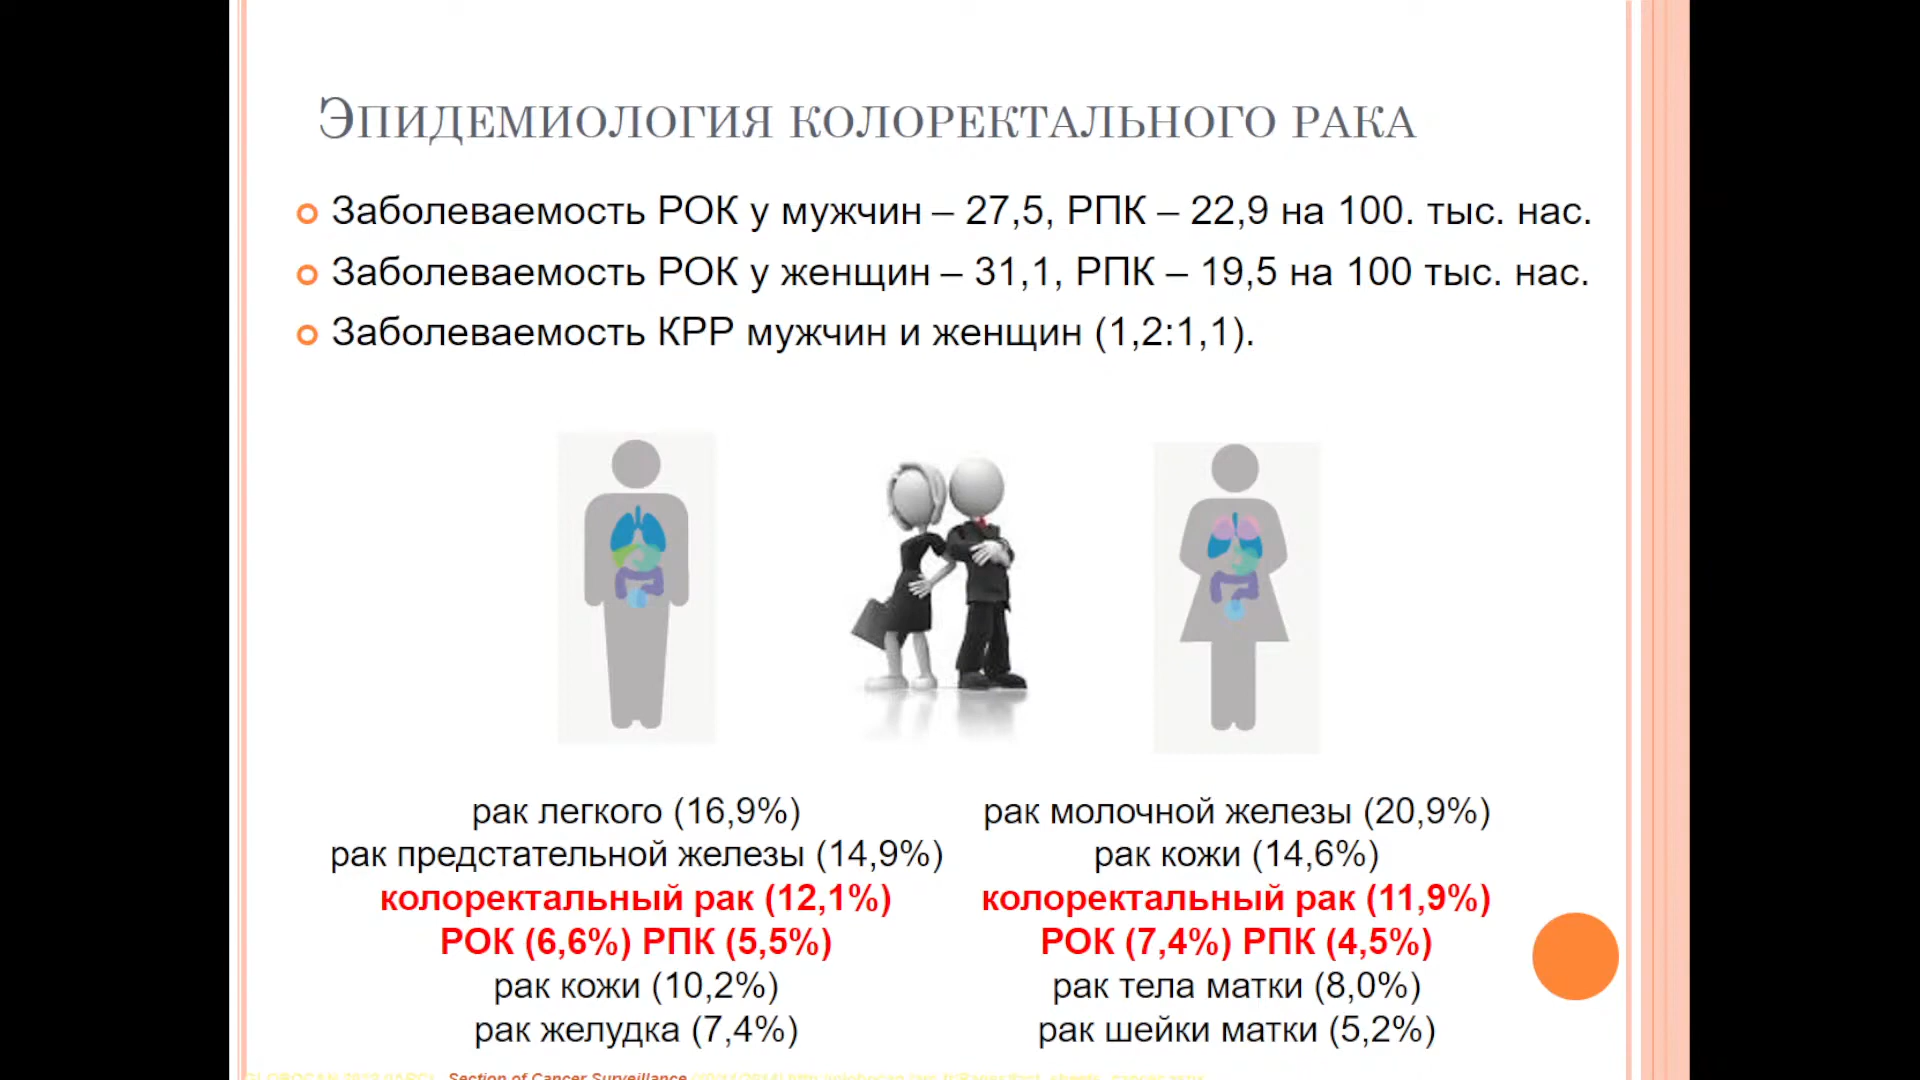 Эпидемиология колоректального рака
Заболеваемость РОК у мужчин – 27,5, РПК – 22,9 на 100. тыс. нас.
Заболеваемость РОК у женщин – 31,1, РПК – 19,5 на 100 тыс. нас.
Заболеваемость КРР мужчин и женщин (1,2:1,1).
рак легкого (16,9%)
рак предстательной железы (14,9%)
колоректальный рак (12,1%)
РОК (6,6%) РПК (5,5%)
рак кожи (10,2%)
рак желудка (7,4%)
рак молочной железы (20,9%)
рак кожи (14,6%)
колоректальный рак (11,9%)
РОК (7,4%) РПК (4,5%)
рак тела матки (8,0%)
рак шейки матки (5,2%)
Section of Cancer Surveillance